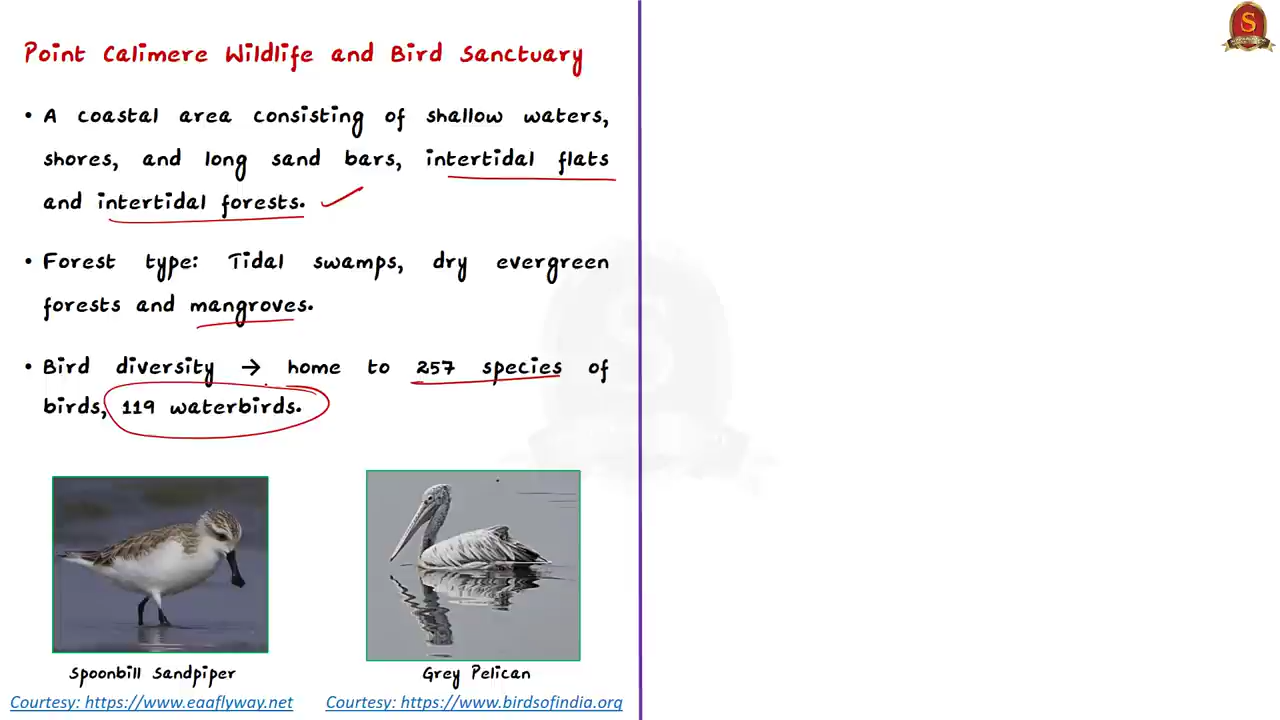 Point Calimere Wildlife and Bird Sanctuary
• A coastal area consisting of shallow waters,
shores, and long sand bars, intertidal flats
and intertidal forests.
• Forest type: Tidal swamps, dry evergreen
forests and mangroves.
• Bird diversity → home to 257 species of
birds, 119 waterbirds.
Spoonbill Sandpiper
Grey Pelican
Courtesy: https://www.eaaflyway.net
Courtesy: https://www.birdsofindia.org
S